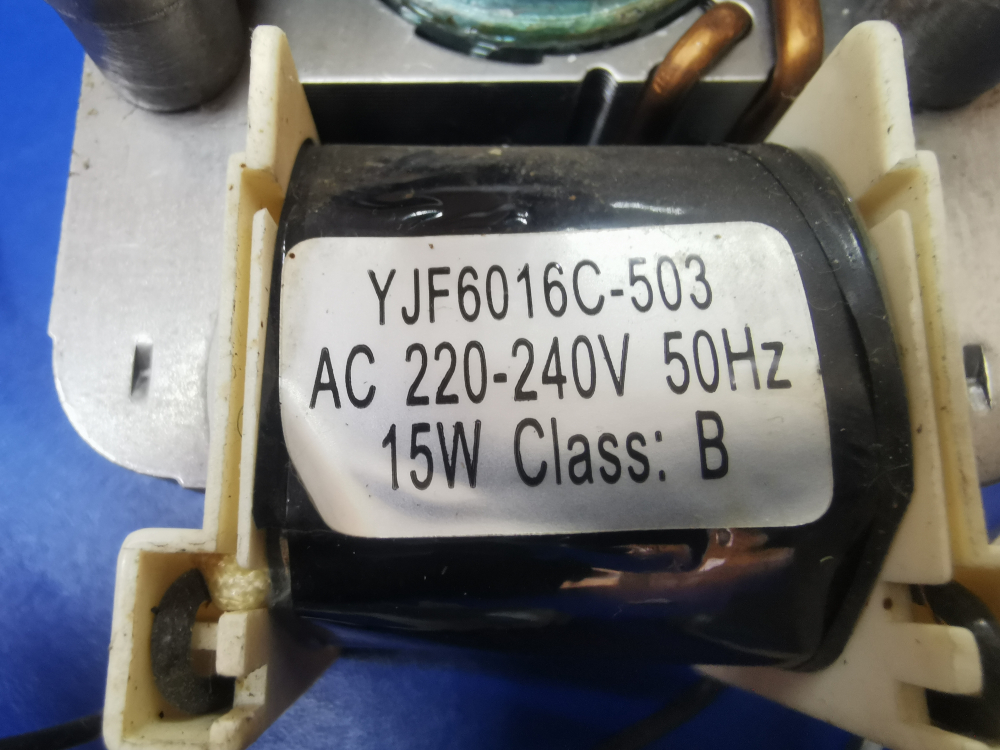 YJF6016C-503
AC 220-240V 50Hz
15W Class: B